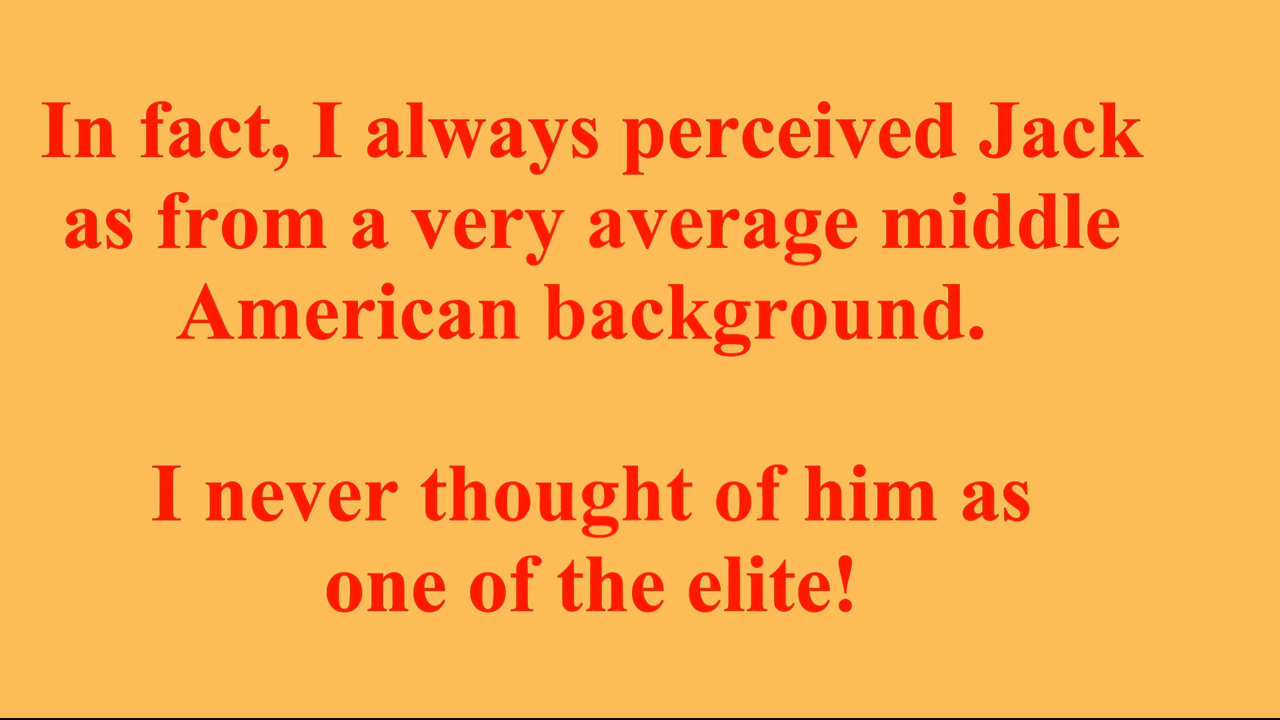 In fact, I always perceived Jack
as from a very average middle
American background.
I never thought of him as
one of the elite!